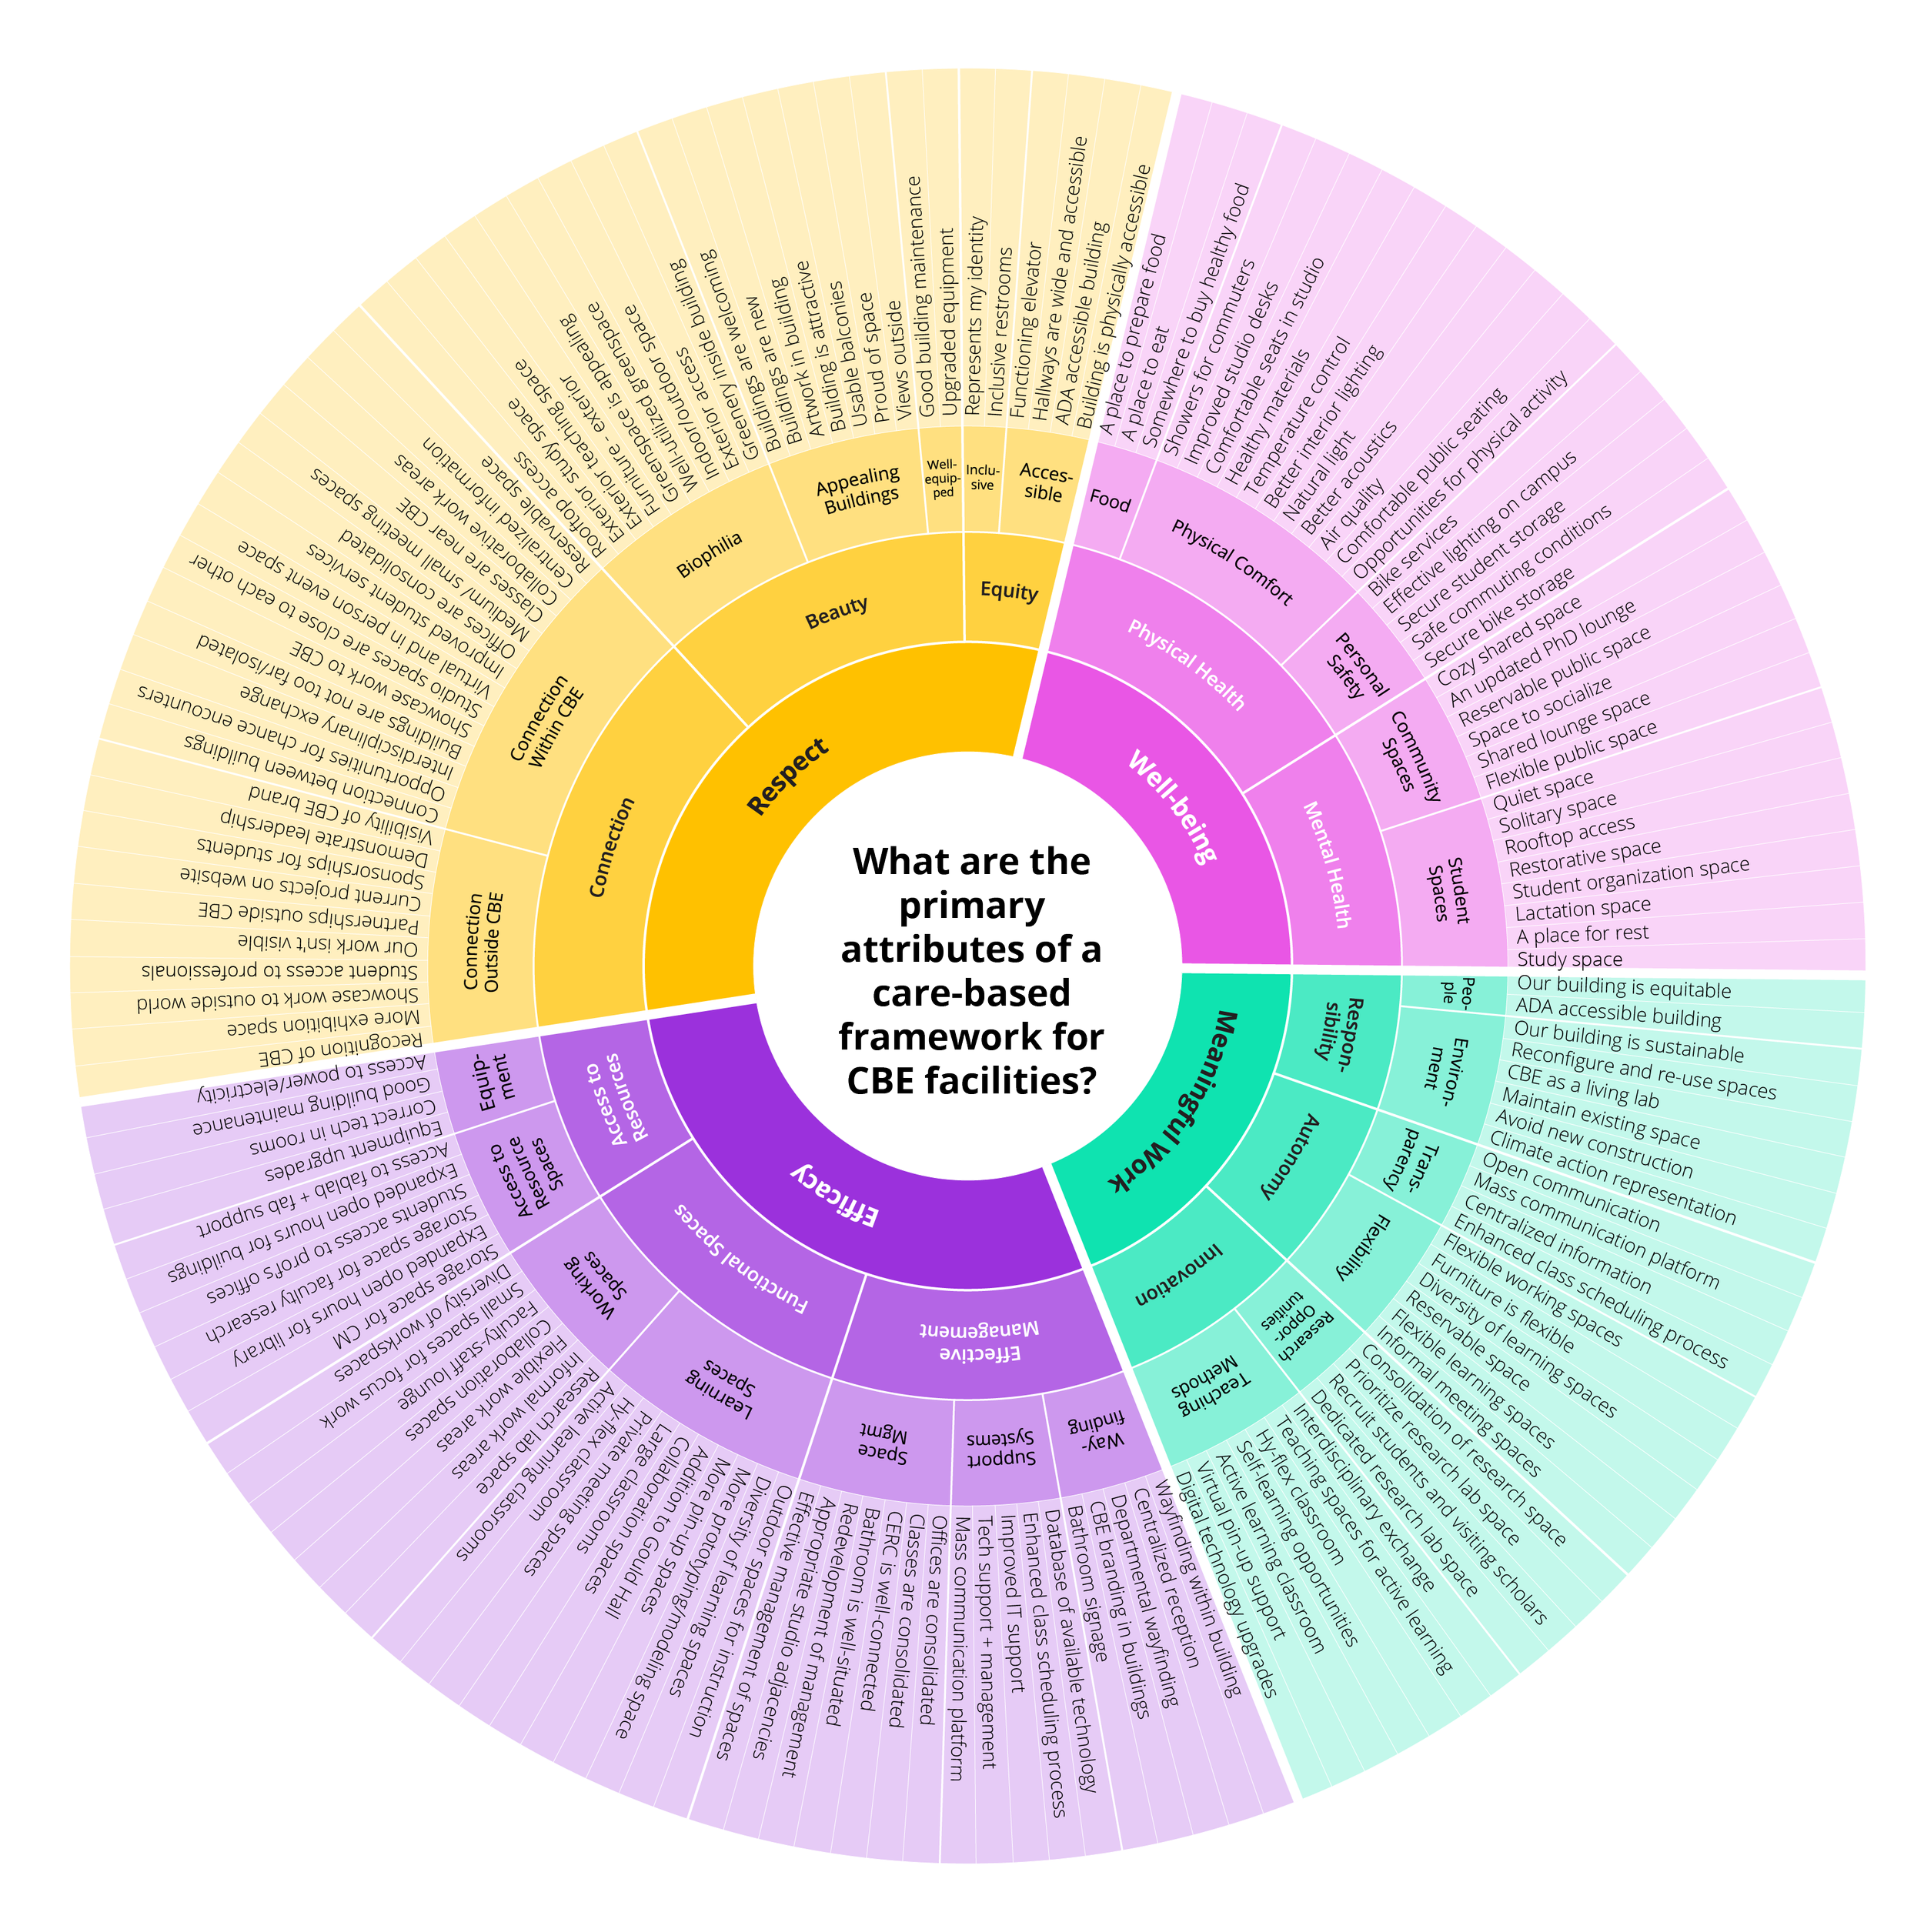 What are the
primary
attributes of a
care-based
framework for
CBE facilities?
Well-being
Physical Health
Food
A place to prepare food
A place to eat
Somewhere to buy healthy food
Physical Comfort
Showers for commuters
Improved studio desks
Comfortable seats in studio
Healthy materials
Temperature control
Better interior lighting
Natural light
Better acoustics
Air quality
Comfortable public seating
Opportunities for physical activity
Personal
Safety
Bike services
Effective lighting on campus
Secure student storage
Safe commuting conditions
Secure bike storage
Mental Health
Community
Spaces
Cozy shared space
An updated PhD lounge
Reservable public space
Space to socialize
Shared lounge space
Flexible public space
Student
Spaces
Quiet space
Solitary space
Rooftop access
Restorative space
Student organization space
Lactation space
A place for rest
Study space
Meaningful Work
Respon-
sibility
Peo-
ple
Our building is equitable
ADA accessible building
Environ-
ment
Our building is sustainable
Reconfigure and re-use spaces
CBE as a living lab
Maintain existing space
Avoid new construction
Climate action representation
Autonomy
Trans-
parency
Open communication
Mass communication platform
Centralized information
Enhanced class scheduling process
Flexibility
Flexible working spaces
Furniture is flexible
Diversity of learning spaces
Reservable space
Flexible learning spaces
Informal meeting spaces
Innovation
Research
Oppor-
tunities
Consolidation of research space
Prioritize research lab space
Recruit students and visiting scholars
Dedicated research lab space
Teaching
Methods
Interdisciplinary exchange
Teaching spaces for active learning
Hy-flex classroom
Self-learning opportunities
Active learning classroom
Virtual pin-up support
Digital technology upgrades
Efficacy
Effective
Management
Way-
finding
Wayfinding within building
Centralized reception
Departmental wayfinding
CBE branding in buildings
Bathroom signage
Support
Systems
Database of available technology
Enhanced class scheduling process
Improved IT support
Tech support + management
Mass communication platform
Space
Mgmt
Offices are consolidated
Classes are consolidated
CERC is well-connected
Bathroom is well-situated
Redevelopment of management
Appropriate studio adjacencies
Effective management of spaces
Functional Spaces
Learning
Spaces
Outdoor spaces for instruction
Diversity of learning spaces
More prototyping/modeling space
More pin-up spaces
Addition to Gould Hall
Collaboration spaces
Large classrooms
Private meeting spaces
Hy-flex classroom
Active learning classrooms
Working
Spaces
Research lab space
Informal work areas
Flexible work areas
Collaboration spaces
Faculty/staff lounge
Small spaces for focus work
Diversity of workspaces
Storage space for CM
Access to
Resources
Access to
Resource
Spaces
Expanded open hours for library
Storage space for faculty research
Students access to prof's offices
Expanded open hours for buildings
Access to fablab + fab support
Equip-
ment
Equipment upgrades
Correct tech in rooms
Good building maintenance
Access to power/electricity
Respect
Connection
Connection
Outside CBE
Recognition of CBE
More exhibition space
Showcase work to outside world
Student access to professionals
Our work isn't visible
Partnerships outside CBE
Current projects on website
Sponsorships for students
Demonstrate leadership
Visibility of CBE brand
Connection
Within CBE
Connection between buildings
Opportunities for chance encounters
Interdisciplinary exchange
Buildings are not too far/isolated
Showcase work to CBE
Studio spaces are close to each other
Virtual and in person event space
Improved student services
Offices are consolidated
Medium/ small meeting spaces
Classes are near CBE
Collaborative work areas
Centralized information
Reservable space
Beauty
Biophilia
Rooftop access
Exterior study space
Exterior teaching space
Furniture - exterior
Greenspace is appealing
Well-utilized greenspace
Indoor/outdoor space
Exterior access
Greenery inside building
Appealing
Buildings
Buildings are welcoming
Buildings are new
Artwork in building
Building is attractive
Usable balconies
Proud of space
Views outside
Well-
equip-
ped
Good building maintenance
Upgraded equipment
Equity
Inclu-
sive
Represents my identity
Inclusive restrooms
Acces-
sible
Functioning elevator
Hallways are wide and accessible
ADA accessible building
Building is physically accessible